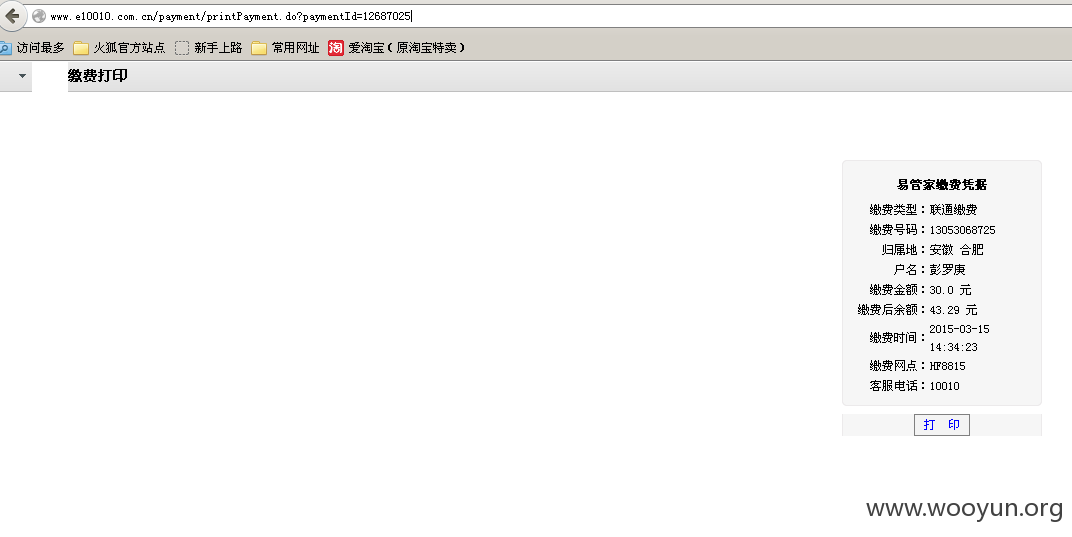 www.e10010.com.cn/payment/printPayment.do?paymentId=12687025
访问最多 火狐官方站点 新手上路 常用网址 淘 爱淘宝（原淘宝特卖）
缴费打印
易管家缴费凭据
缴费类型：联通缴费
缴费号码：13053068725
归属地：安徽 合肥
户名：彭罗庚
缴费金额：30.0 元
缴费后余额：43.29 元
缴费时间：2015-03-15
14:34:23
缴费网点：HF8815
客服电话：10010
打 印
www.wooyun.org